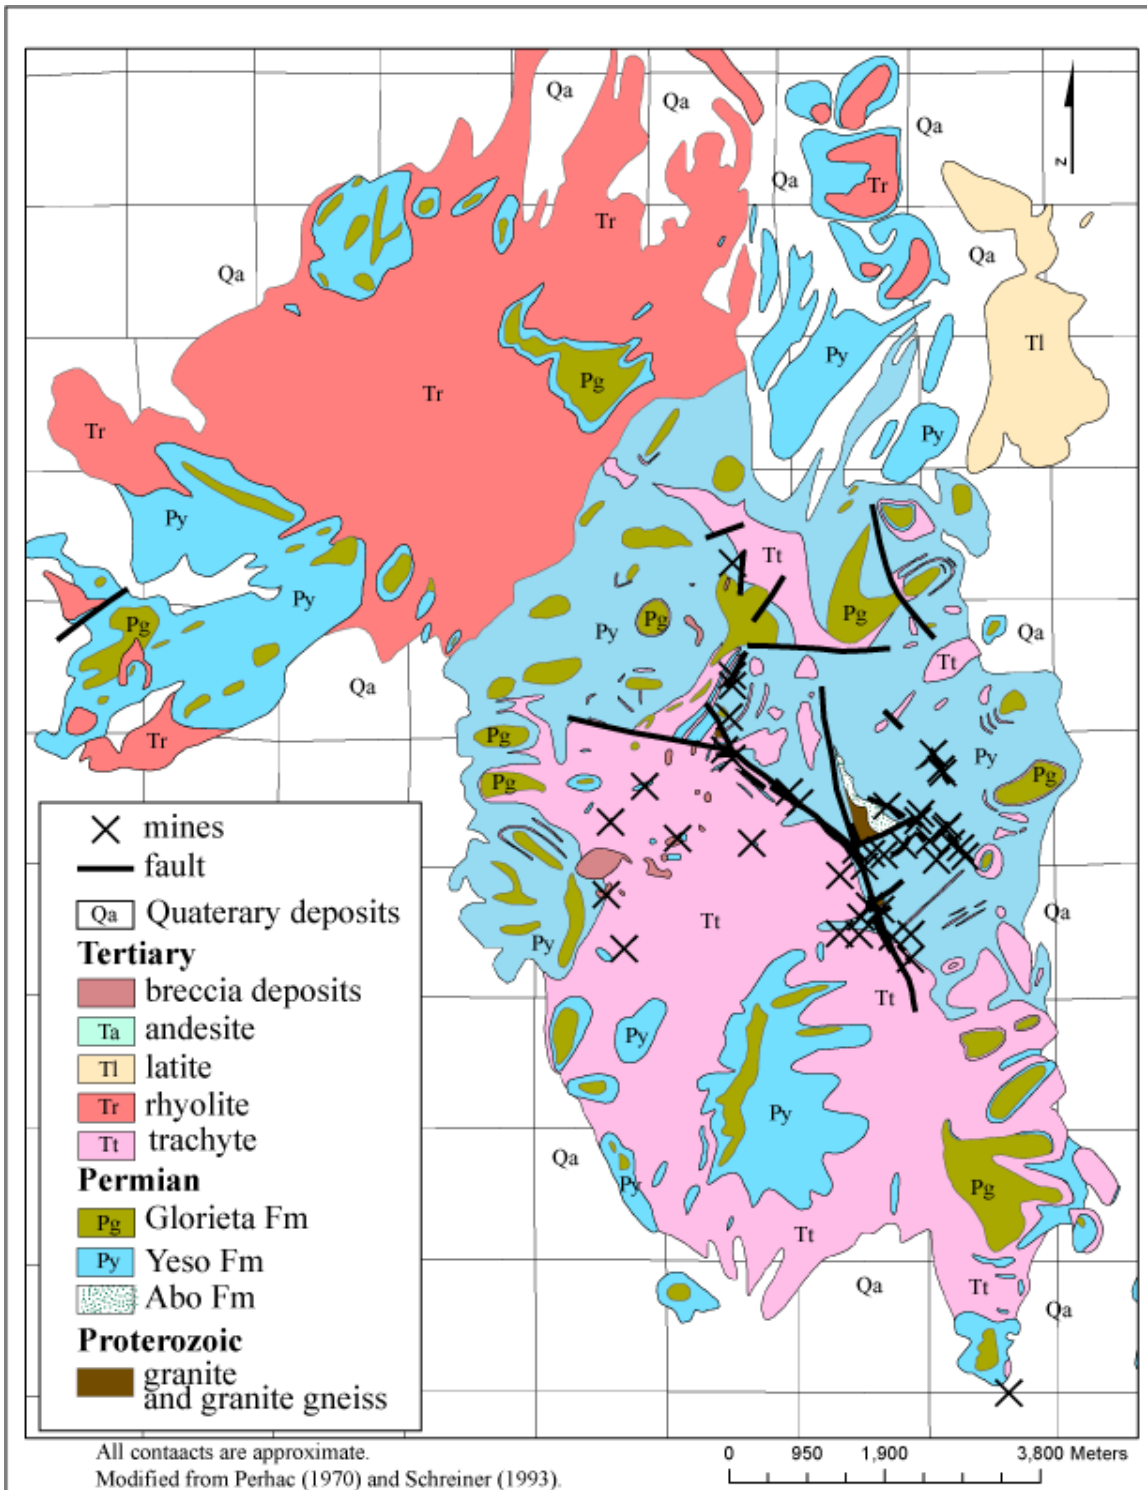 Qa
Qa
Qa
Qa
z
Tr
Tr
Qa
Qa
Tl
Py
Pg
Tr
Tr
Py
Py
Tt
Pg
Py
Pg
Py
Pg
Qa
Tt
Qa
Pg
Tr
Py
Pg
Pg
Tt
Py
Qa
Tt
Py
Py
Qa
Py
Pg
Tt
Qa
Tt
Qa
mines
fault
Qa Quaterary deposits
Tertiary
breccia deposits
Ta andesite
Tl latite
Tr rhyolite
Tt trachyte
Permian
Pg Glorieta Fm
Py Yeso Fm
Abo Fm
Proterozoic
granite
and granite gneiss
All contaacts are approximate.
Modified from Perhac (1970) and Schreiner (1993).
0 950 1,900 3,800 Meters